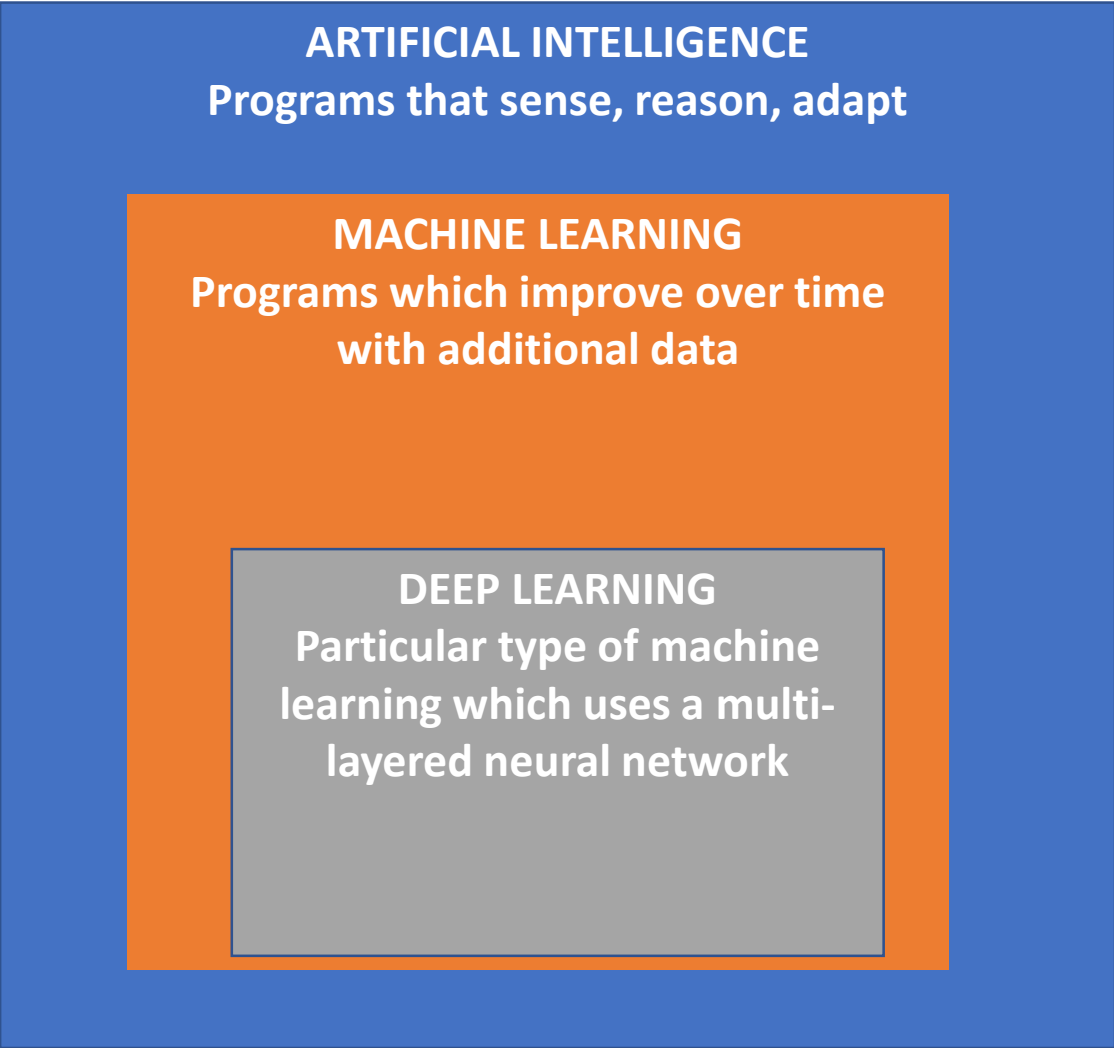 ARTIFICIAL INTELLIGENCE
Programs that sense, reason, adapt
MACHINE LEARNING
Programs which improve over time
with additional data
DEEP LEARNING
Particular type of machine
learning which uses a multi-
layered neural network